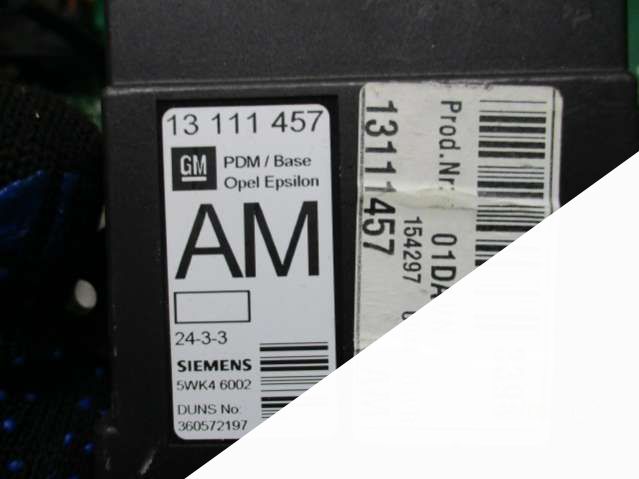 13 111 457
GM
PDM / Base
Opel Epsilon
AM
24-3-3
SIEMENS
5WK4 6002
DUNS No:
360572197
Prod.Nr.:
01DA
154297
13111457